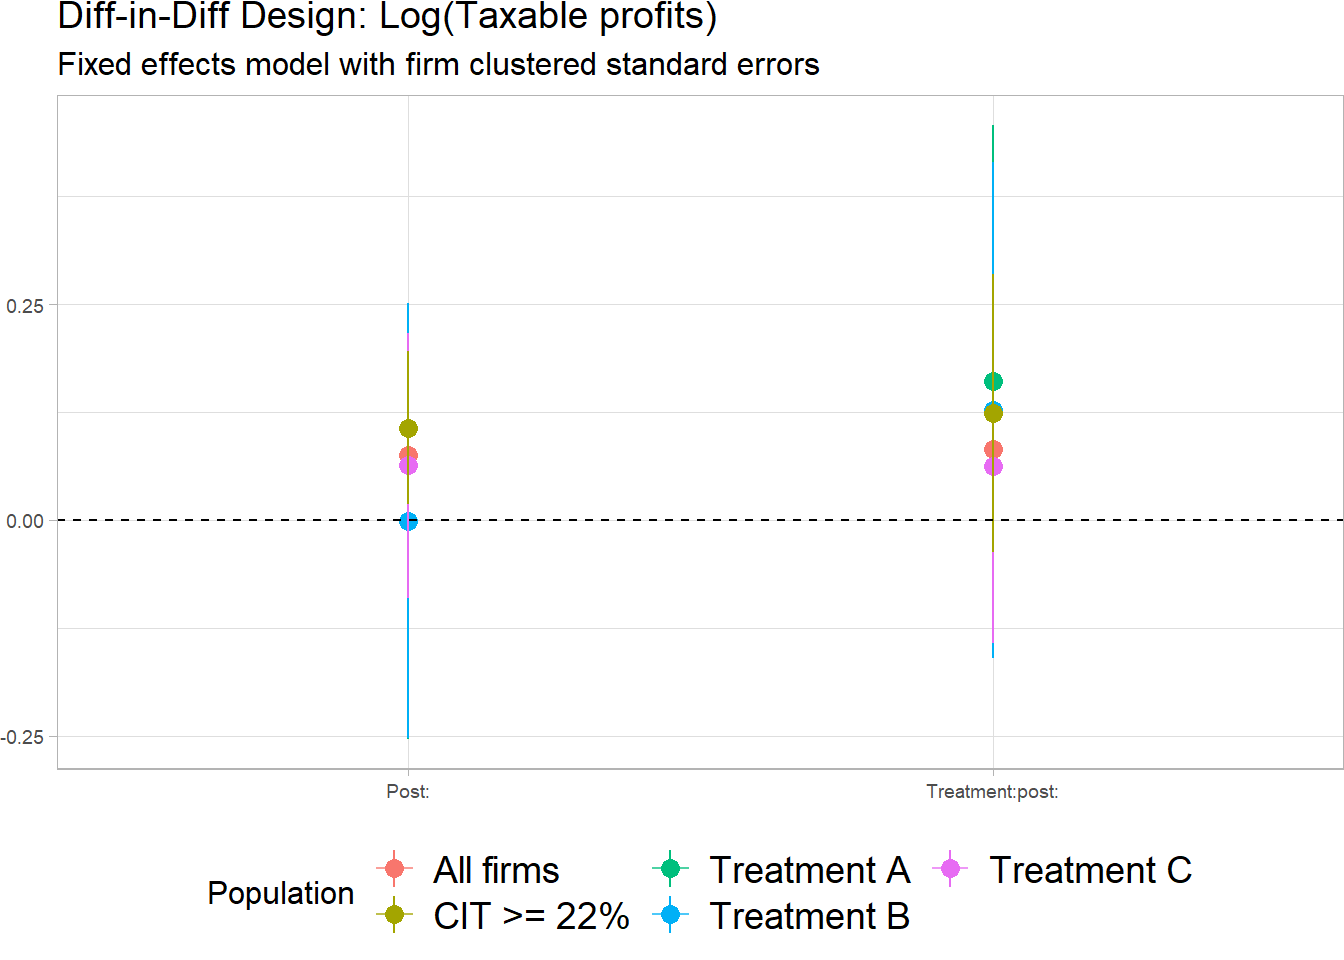 Diff-in-Diff Design: Log(Taxable profits)
Fixed effects model with firm clustered standard errors
0.25
0.00
-0.25
Post:
Treatment:post:
Population
All firms
CIT >= 22%
Treatment A
Treatment B
Treatment C